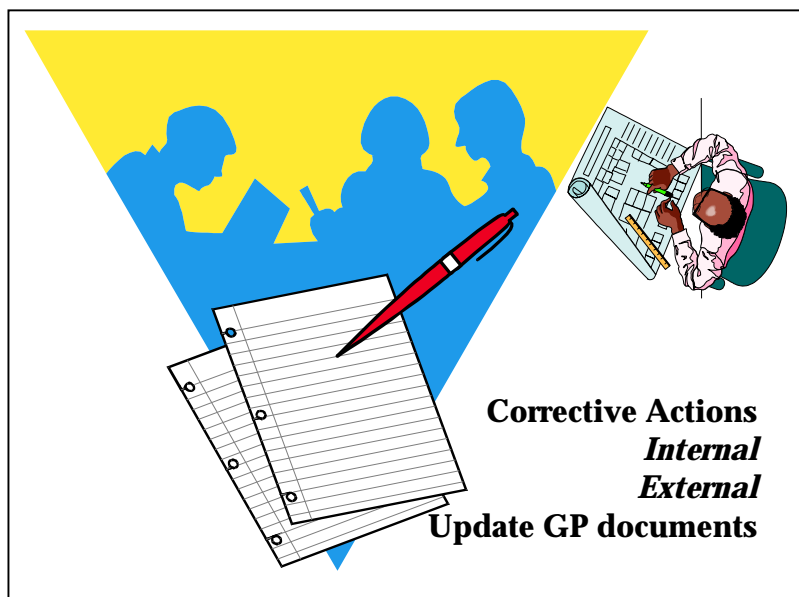 Corrective Actions
Internal
External
Update GP documents